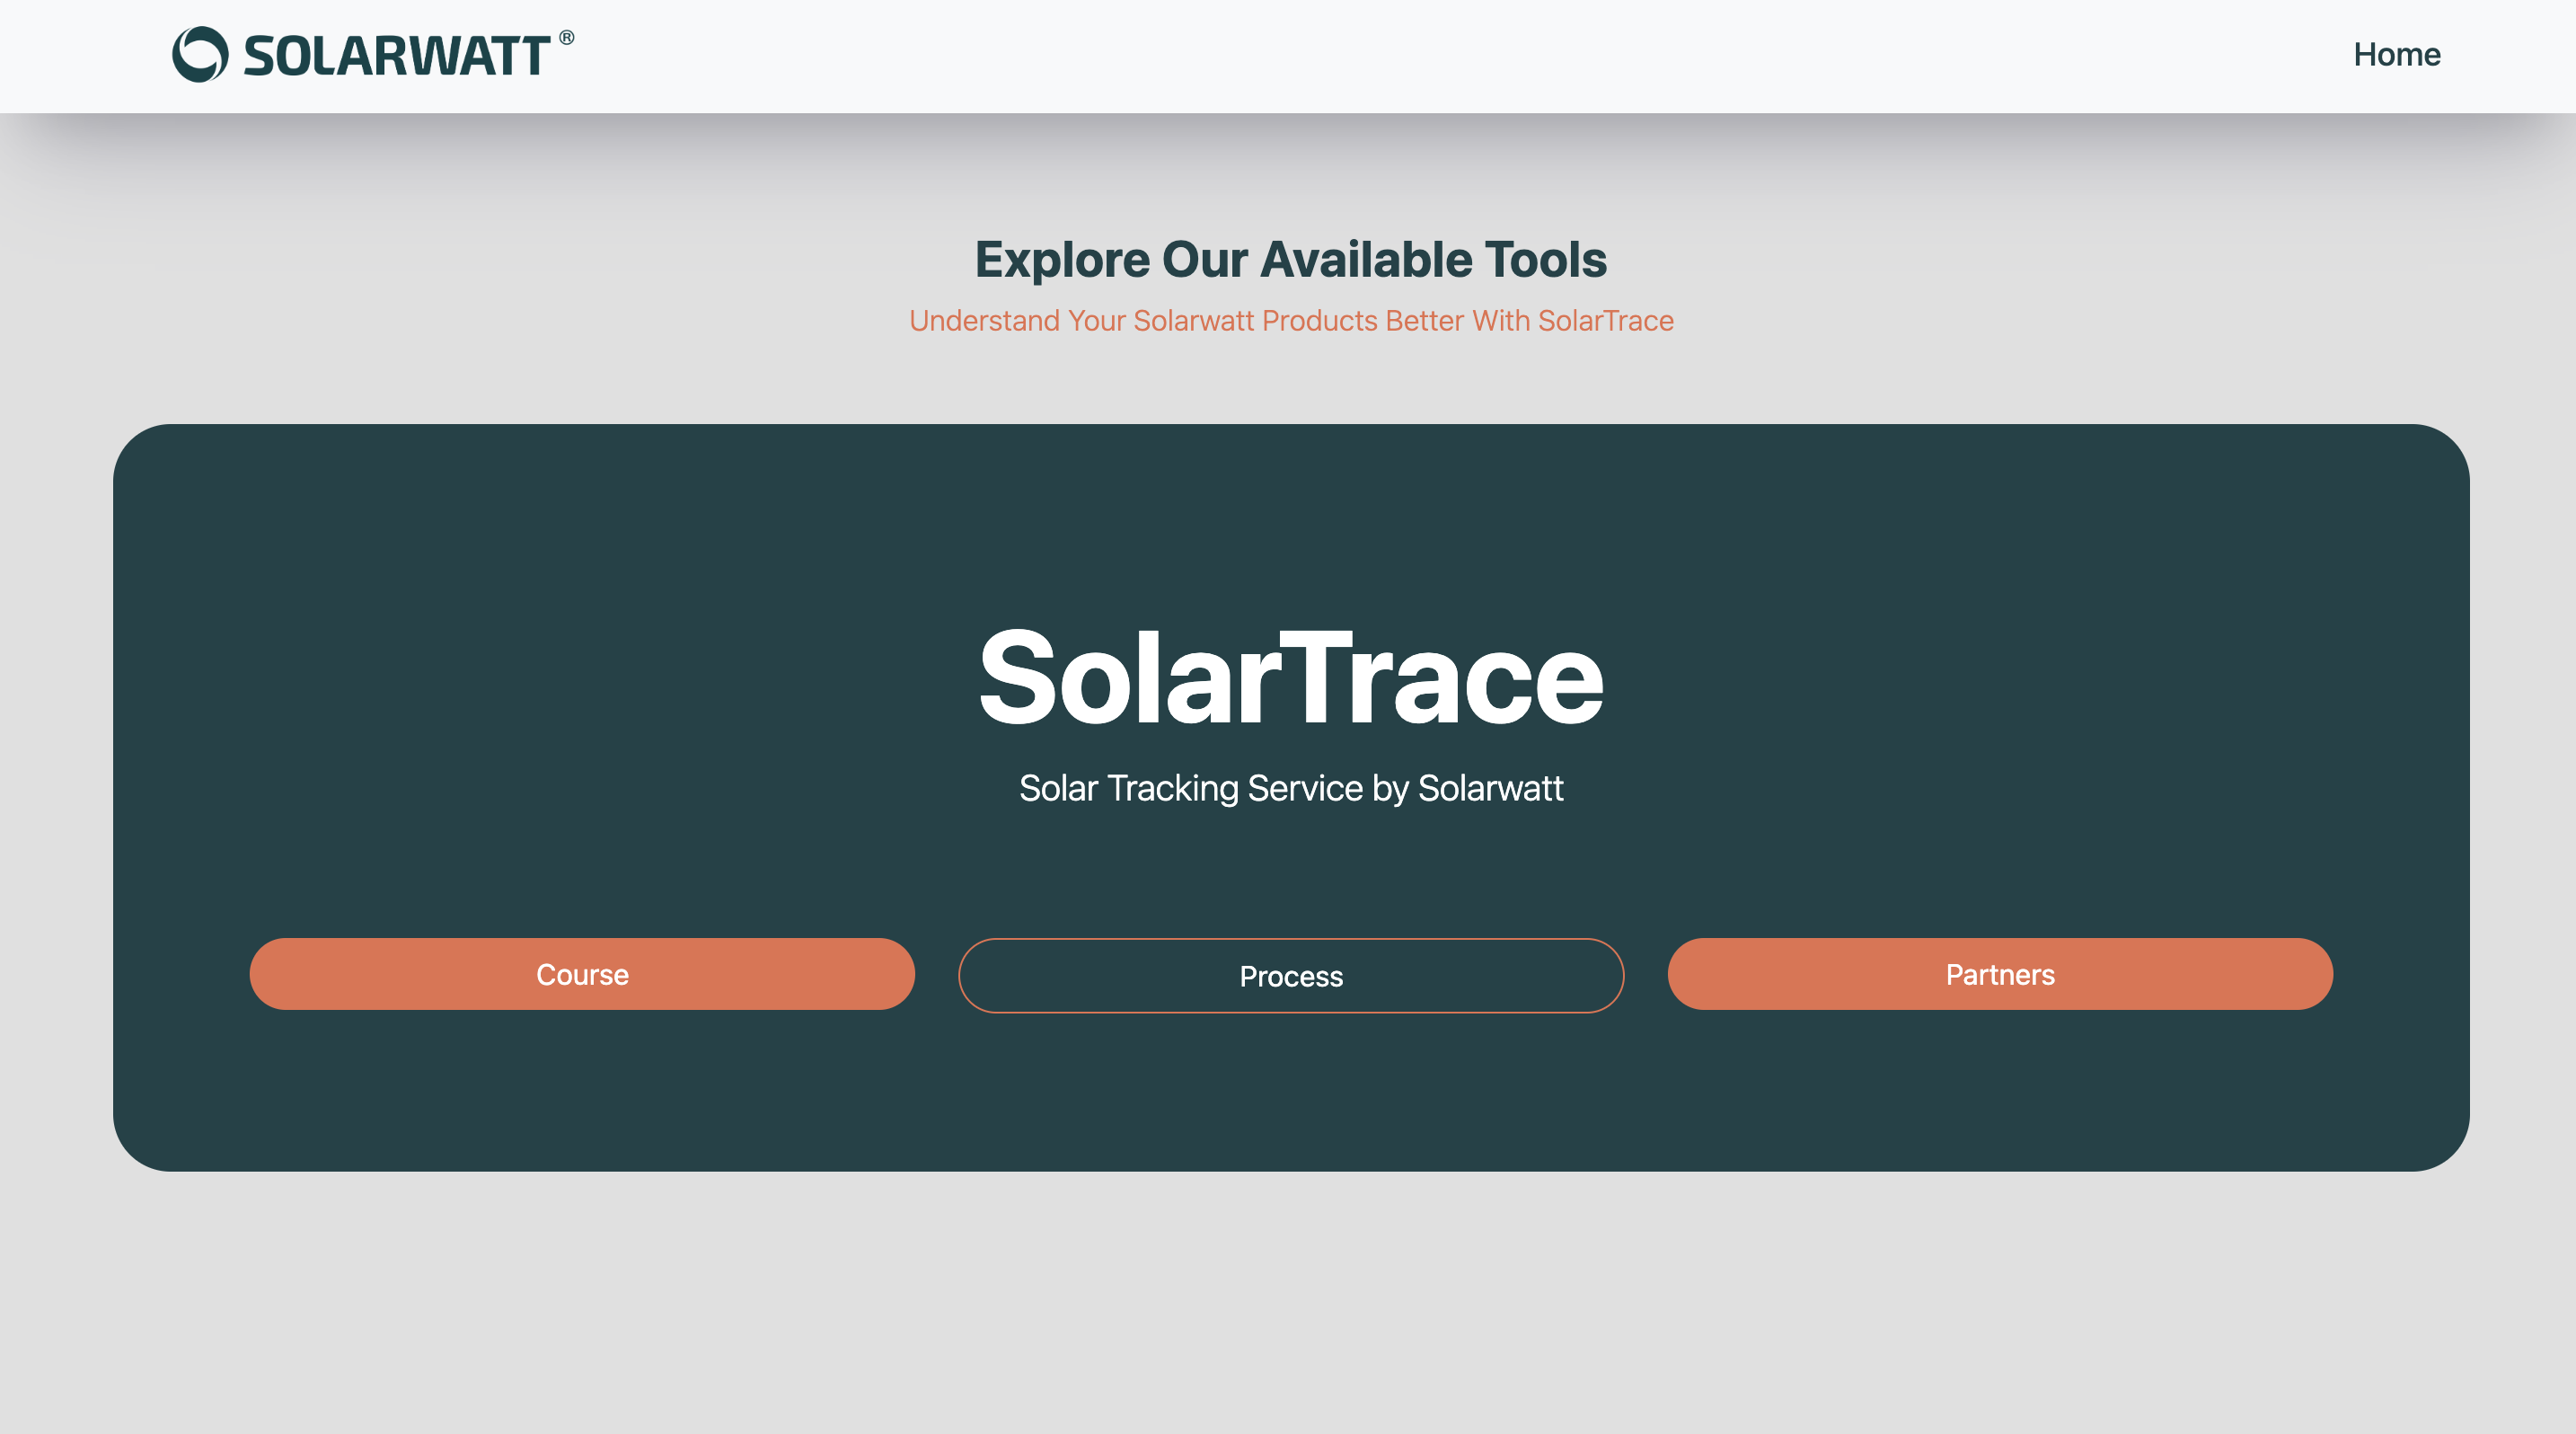 SOLARWATT®
Home
Explore Our Available Tools
Understand Your Solarwatt Products Better With SolarTrace
SolarTrace
Solar Tracking Service by Solarwatt
Course
Process
Partners